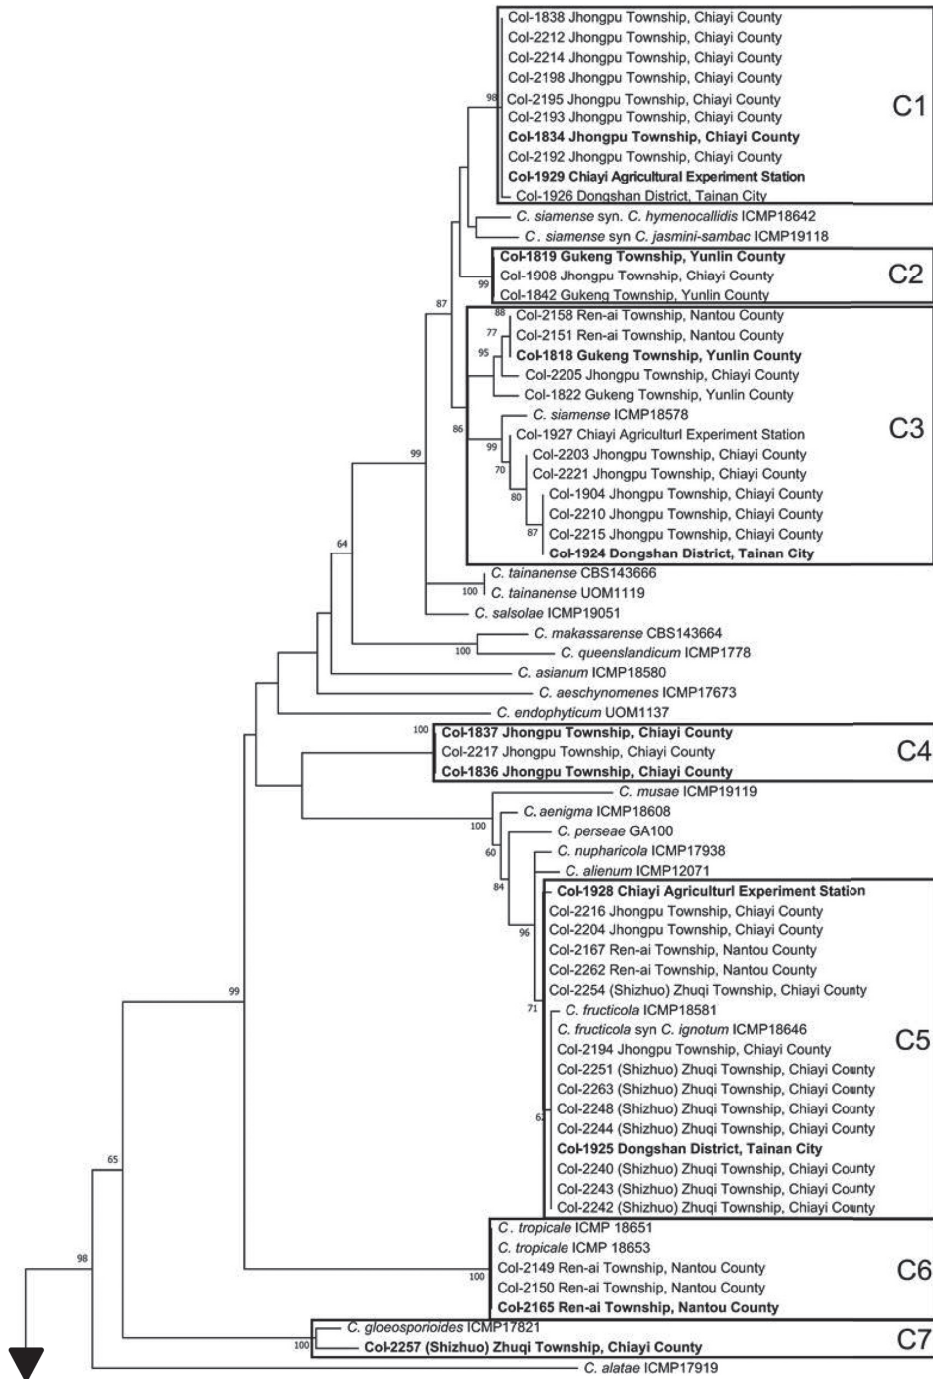 Col-1838 Jhongpu Township, Chiayi County
Col-2212 Jhongpu Township, Chiayi County
Col-2214 Jhongpu Township, Chiayi County
Col-2198 Jhongpu Township, Chiayi County
98
Col-2195 Jhongpu Township, Chiayi County
C1
Col-2193 Jhongpu Township, Chiayi County
Col-1834 Jhongpu Township, Chiayi County
Col-2192 Jhongpu Township, Chiayi County
Col-1929 Chiayi Agricultural Experiment Station
Col-1926 Dongshan District, Tainan City
C. siamense syn. C. hymenocallidis ICMP18642
C. siamense syn C. jasmini-sambac ICMP19118
Col-1819 Gukeng Township, Yunlin County
Col-1908 Jhongpu Township, Chiayi County
C2
99
Col-1842 Gukeng Township, Yunlin County
87
88
Col-2158 Ren-ai Township, Nantou County
77
Col-2151 Ren-ai Township, Nantou County
95
Col-1818 Gukeng Township, Yunlin County
Col-2205 Jhongpu Township, Chiayi County
Col-1822 Gukeng Township, Yunlin County
C. siamense ICMP18578
86
C3
Col-1927 Chiayi Agriculturl Experiment Station
99
Col-2203 Jhongpu Township, Chiayi County
99
70
Col-2221 Jhongpu Township, Chiayi County
80
Col-1904 Jhongpu Township, Chiayi County
Col-2210 Jhongpu Township, Chiayi County
87
Col-2215 Jhongpu Township, Chiayi County
64
Col-1924 Dongshan District, Tainan City
C. tainanense CBS143666
100
C. tainanense UOM1119
C. salsolae ICMP19051
C. makassarense CBS143664
100
C. queenslandicum ICMP1778
C. asianum ICMP18580
C. aeschynomenes ICMP17673
C. endophyticum UOM1137
100
Col-1837 Jhongpu Township, Chiayi County
Col-2217 Jhongpu Township, Chiayi County
C4
Col-1836 Jhongpu Township, Chiayi County
C. musae ICMP19119
C. aenigma ICMP18608
100
C. perseae GA100
60
C. nupharicola ICMP17938
84
C. alienum ICMP12071
Col-1928 Chiayi Agriculturl Experiment Station
Col-2216 Jhongpu Township, Chiayi County
96
Col-2204 Jhongpu Township, Chiayi County
Col-2167 Ren-ai Township, Nantou County
Col-2262 Ren-ai Township, Nantou County
99
Col-2254 (Shizhuo) Zhuqi Township, Chiayi County
71
C. fructicola ICMP18581
C. fructicola syn C. ignotum ICMP18646
C5
Col-2194 Jhongpu Township, Chiayi County
Col-2251 (Shizhuo) Zhuqi Township, Chiayi County
Col-2263 (Shizhuo) Zhuqi Township, Chiayi County
Col-2248 (Shizhuo) Zhuqi Township, Chiayi County
Col-2244 (Shizhuo) Zhuqi Township, Chiayi County
Col-1925 Dongshan District, Tainan City
65
Col-2240 (Shizhuo) Zhuqi Township, Chiayi County
Col-2243 (Shizhuo) Zhuqi Township, Chiayi County
Col-2242 (Shizhuo) Zhuqi Township, Chiayi County
C. tropicale ICMP 18651
C. tropicale ICMP 18653
98
Col-2149 Ren-ai Township, Nantou County
C6
100
Col-2150 Ren-ai Township, Nantou County
Col-2165 Ren-ai Township, Nantou County
C. gloeosporioides ICMP17821
C7
100
Col-2257 (Shizhuo) Zhuqi Township, Chiayi County
C. alatae ICMP17919